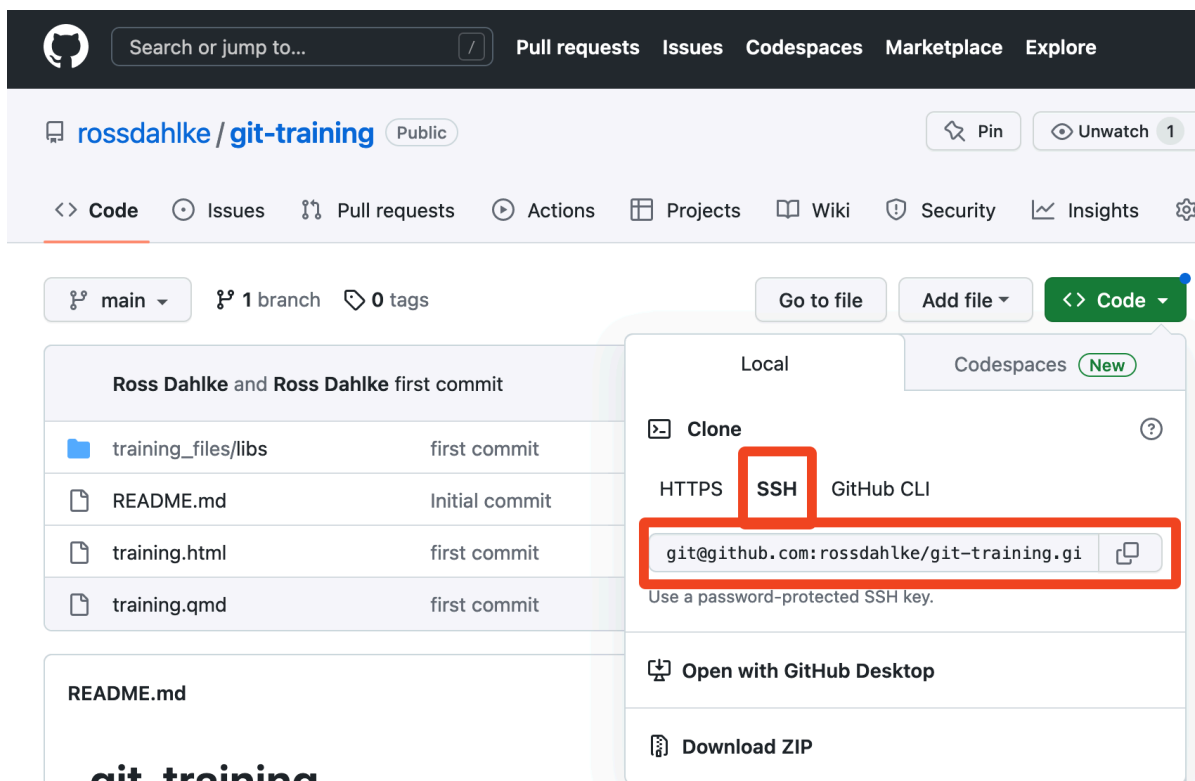 Search or jump to... / Pull requests Issues Codespaces Marketplace Explore
rossdahlke / git-training Public Pin Unwatch 1
Code Issues Pull requests Actions Projects Wiki Security Insights
main 1 branch 0 tags Go to file Add file Code
Local Codespaces New
Ross Dahlke and Ross Dahlke first commit
Clone
training_files/libs first commit
HTTPS SSH GitHub CLI
README.md Initial commit
training.html first commit
git@github.com:rossdahlke/git-training.gi
Use a password-protected SSH key.
training.qmd first commit
Open with GitHub Desktop
README.md
Download ZIP
git-training